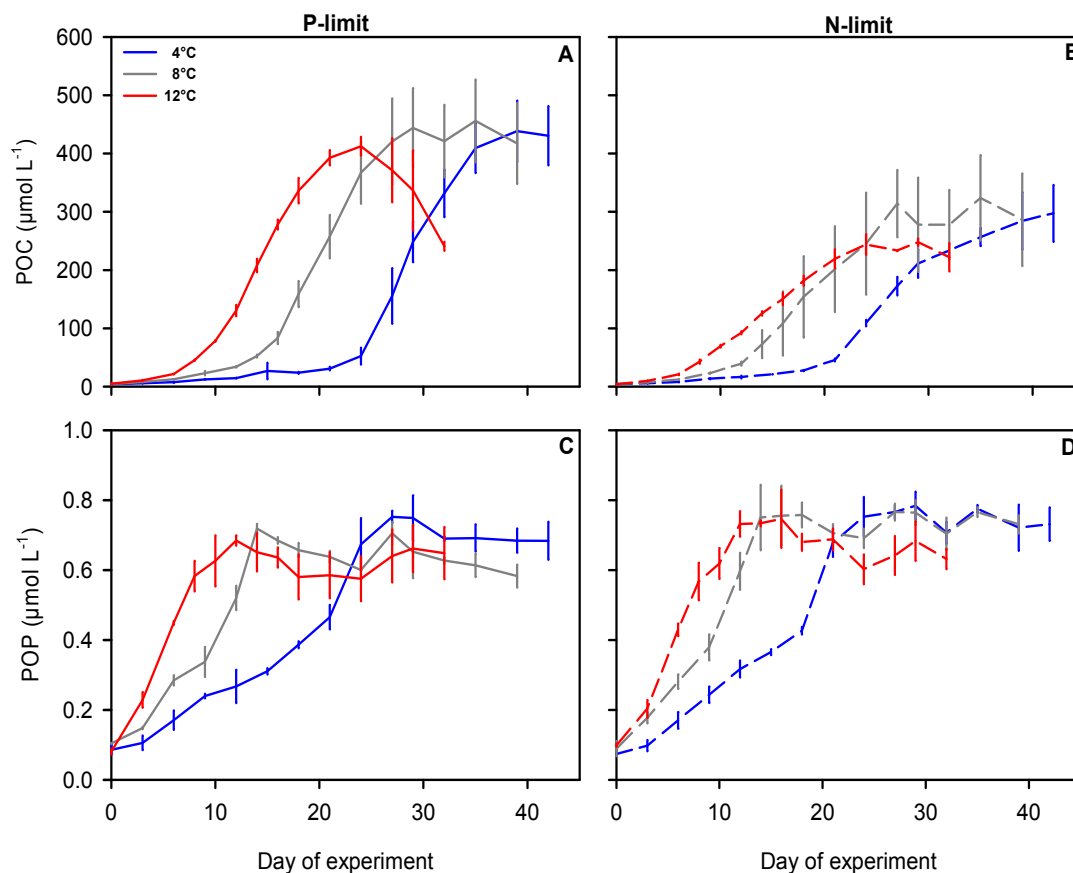 P-limit
N-limit
600
500
400
300
200
100
0
POC (µmol L⁻¹)
4°C
8°C
12°C
A
B
1.0
0.8
0.6
0.4
0.2
0.0
POP (µmol L⁻¹)
C
D
0 10 20 30 40
0 10 20 30 40
Day of experiment
Day of experiment